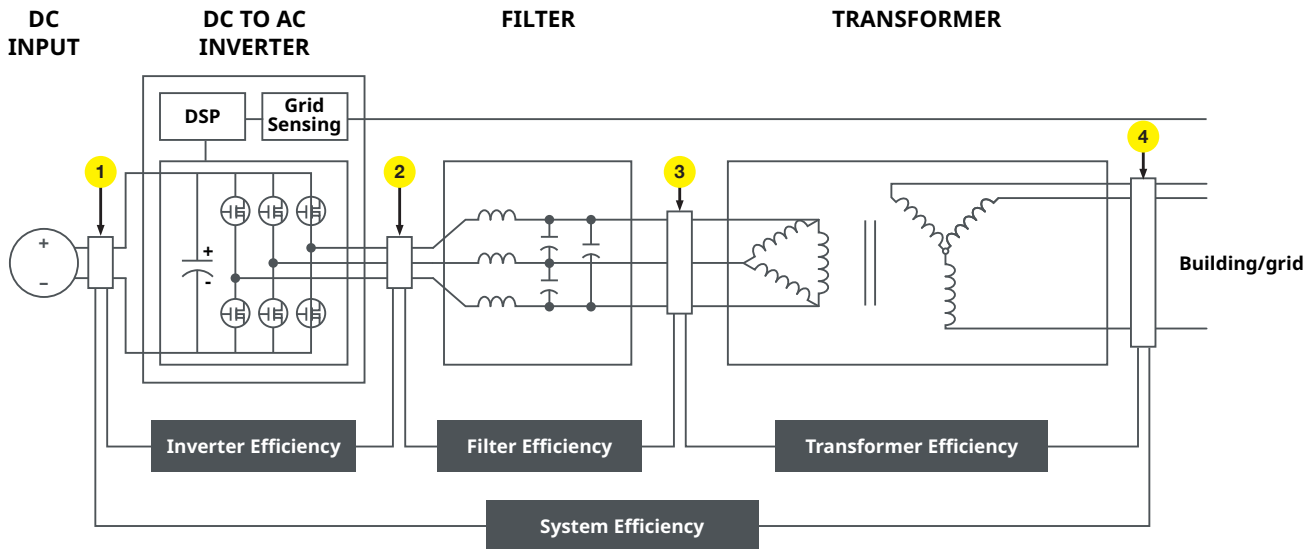 DC
INPUT
DC TO AC
INVERTER
FILTER
TRANSFORMER
DSP
Grid
Sensing
1
2
3
4
+
−
+
-
Building/grid
Inverter Efficiency
Filter Efficiency
Transformer Efficiency
System Efficiency